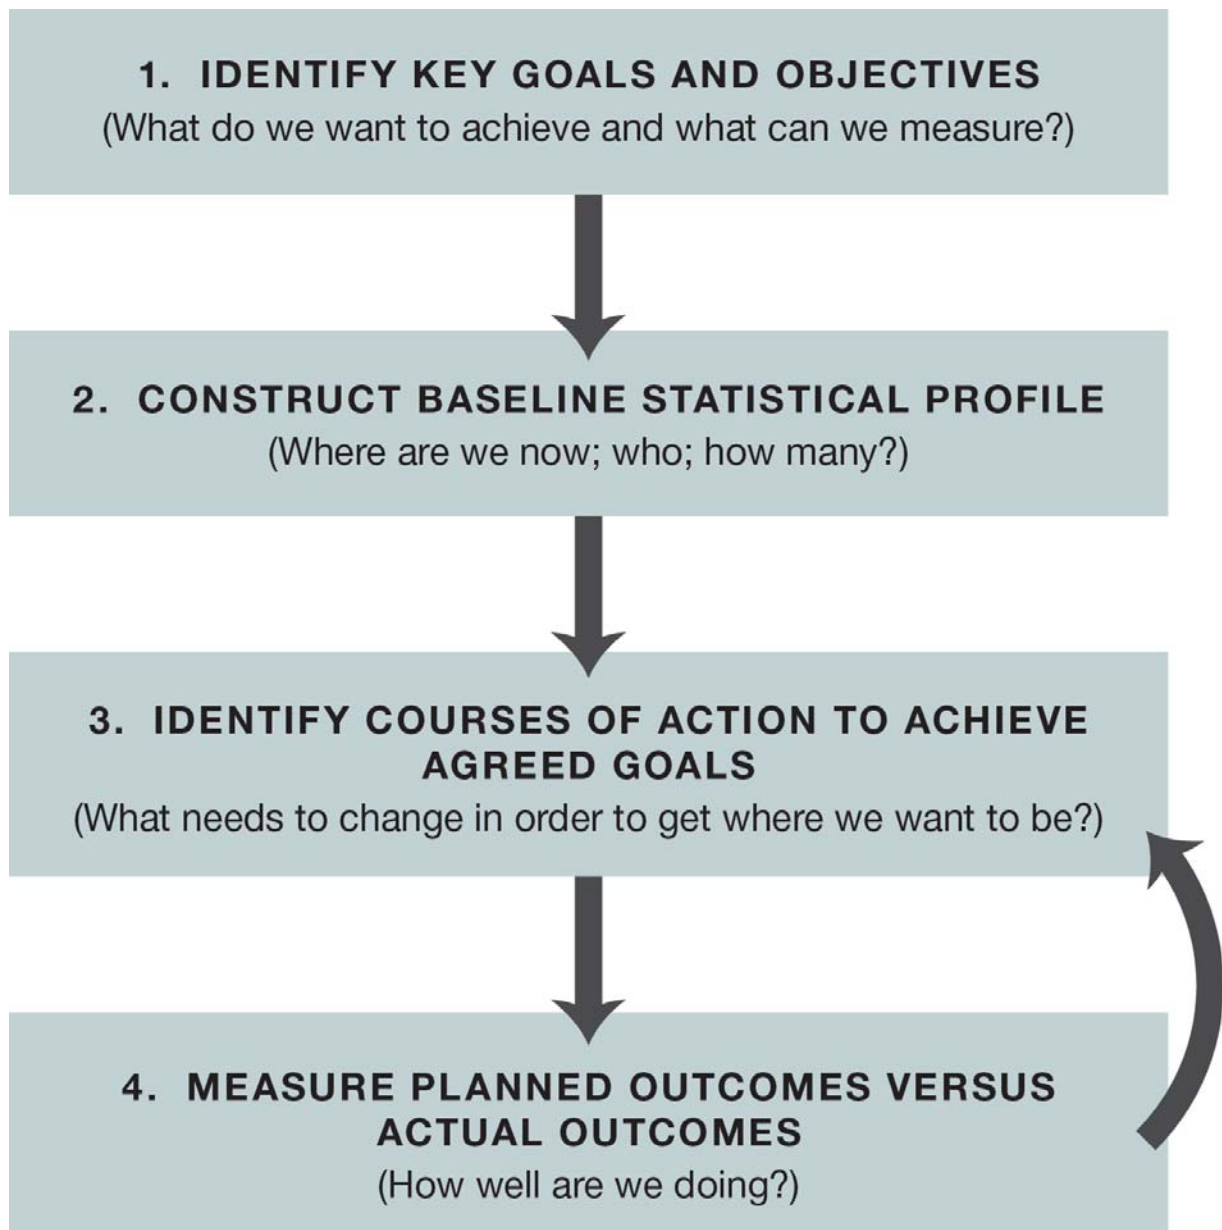 1. IDENTIFY KEY GOALS AND OBJECTIVES
(What do we want to achieve and what can we measure?)
2. CONSTRUCT BASELINE STATISTICAL PROFILE
(Where are we now; who; how many?)
3. IDENTIFY COURSES OF ACTION TO ACHIEVE
AGREED GOALS
(What needs to change in order to get where we want to be?)
4. MEASURE PLANNED OUTCOMES VERSUS
ACTUAL OUTCOMES
(How well are we doing?)